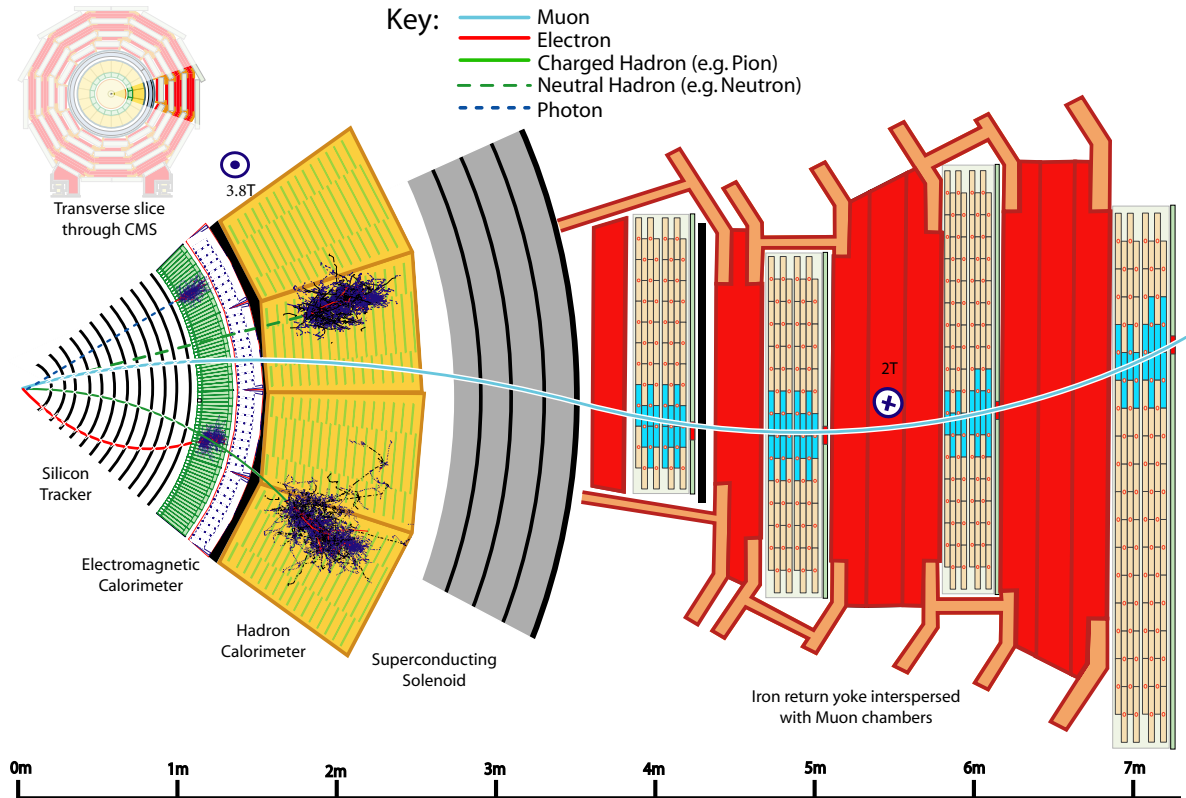 Key:
Muon
Electron
Charged Hadron (e.g. Pion)
Neutral Hadron (e.g. Neutron)
Photon
3.8T
Transverse slice
through CMS
2T
Silicon
Tracker
Electromagnetic
Calorimeter
Hadron
Calorimeter
Superconducting
Solenoid
Iron return yoke interspersed
with Muon chambers
0m 1m 2m 3m 4m 5m 6m 7m